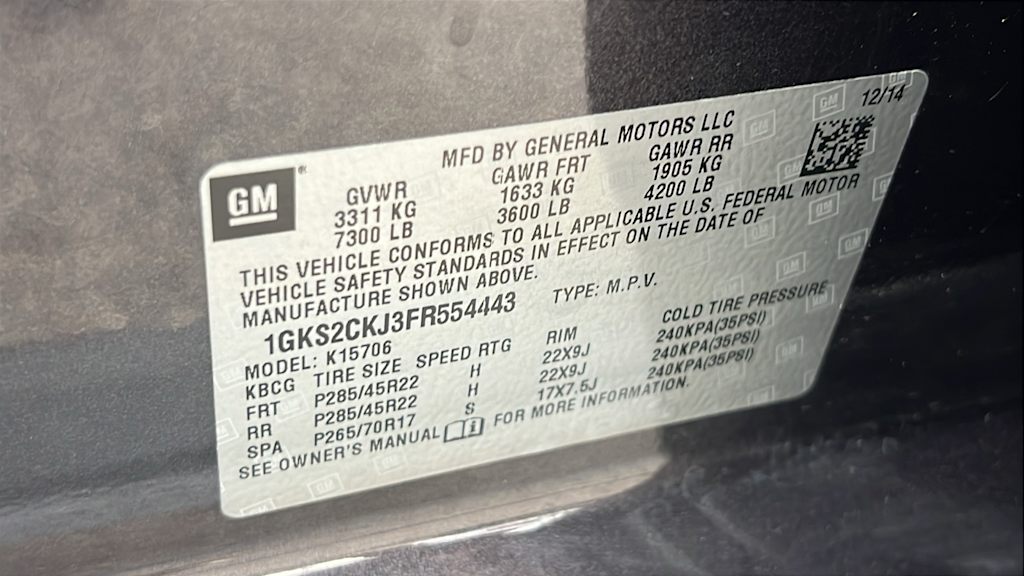 GM®
12/14
MFD BY GENERAL MOTORS LLC
GVWR GAWR FRT GAWR RR
3311 KG 1633 KG 1905 KG
7300 LB 3600 LB 4200 LB
THIS VEHICLE CONFORMS TO ALL APPLICABLE U.S. FEDERAL MOTOR
VEHICLE SAFETY STANDARDS IN EFFECT ON THE DATE OF
MANUFACTURE SHOWN ABOVE.
1GKS2CKJ3FR554443 TYPE: M.P.V.
MODEL: K15706
KBCG TIRE SIZE SPEED RTG RIM COLD TIRE PRESSURE
FRT P285/45R22 H 22X9J 240KPA(35PSI)
RR P285/45R22 H 22X9J 240KPA(35PSI)
SPA P265/70R17 S 17X7.5J 240KPA(35PSI)
SEE OWNER'S MANUAL FOR MORE INFORMATION.